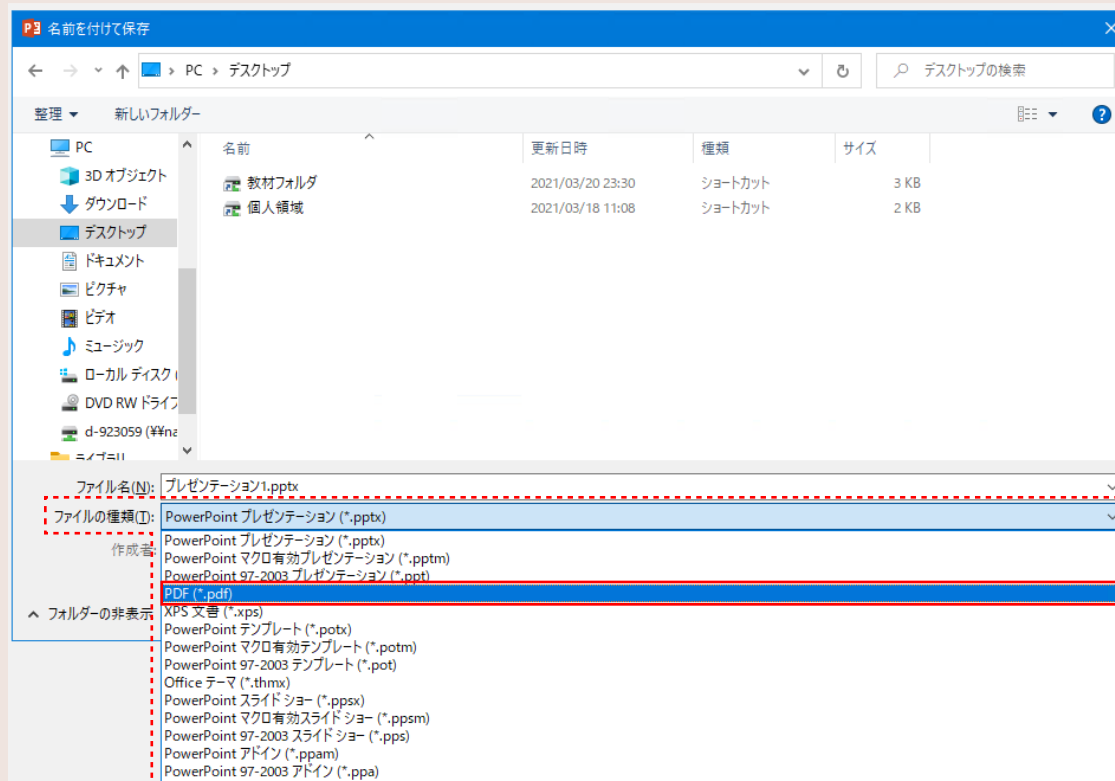 名前を付けて保存
PC › デスクトップ
デスクトップの検索
整理
新しいフォルダー
名前 更新日時 種類 サイズ
教材フォルダ 2021/03/20 23:30 ショートカット 3 KB
個人領域 2021/03/18 11:08 ショートカット 2 KB
PC
3D オブジェクト
ダウンロード
デスクトップ
ドキュメント
ピクチャ
ビデオ
ミュージック
ローカル ディスク (
DVD RW ドライブ
d-923059 (¥¥na
ライブラリ
ファイル名(N): プレゼンテーション1.pptx
ファイルの種類(T): PowerPoint プレゼンテーション (*.pptx)
作成者:
PowerPoint プレゼンテーション (*.pptx)
PowerPoint マクロ有効プレゼンテーション (*.pptm)
PowerPoint 97-2003 プレゼンテーション (*.ppt)
PDF (*.pdf)
フォルダーの非表示
XPS 文書 (*.xps)
PowerPoint テンプレート (*.potx)
PowerPoint マクロ有効テンプレート (*.potm)
PowerPoint 97-2003 テンプレート (*.pot)
Office テーマ (*.thmx)
PowerPoint スライド ショー (*.ppsx)
PowerPoint マクロ有効スライド ショー (*.ppsm)
PowerPoint 97-2003 スライド ショー (*.pps)
PowerPoint アドイン (*.ppam)
PowerPoint 97-2003 アドイン (*.ppa)